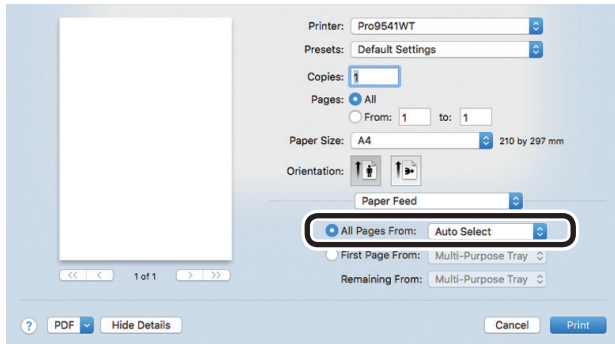 Printer: Pro9541WT
Presets: Default Settings
Copies: 1
Pages: All
From: 1 to: 1
Paper Size: A4 210 by 297 mm
Orientation:
Paper Feed
All Pages From: Auto Select
First Page From: Multi-Purpose Tray
Remaining From: Multi-Purpose Tray
<< < 1 of 1 > >>
? PDF Hide Details Cancel Print